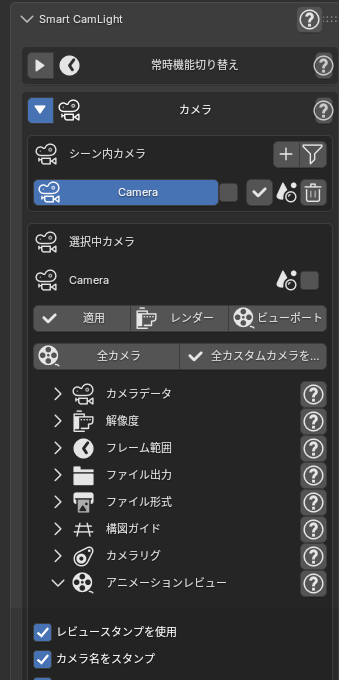 Smart CamLight
常時機能切り替え
カメラ
シーン内カメラ
Camera
選択中カメラ
Camera
適用 レンダー ビューポート
全カメラ 全カスタムカメラを...
カメラデータ
解像度
フレーム範囲
ファイル出力
ファイル形式
構図ガイド
カメラリグ
アニメーションレビュー
レビュースタンプを使用
カメラ名をスタンプ